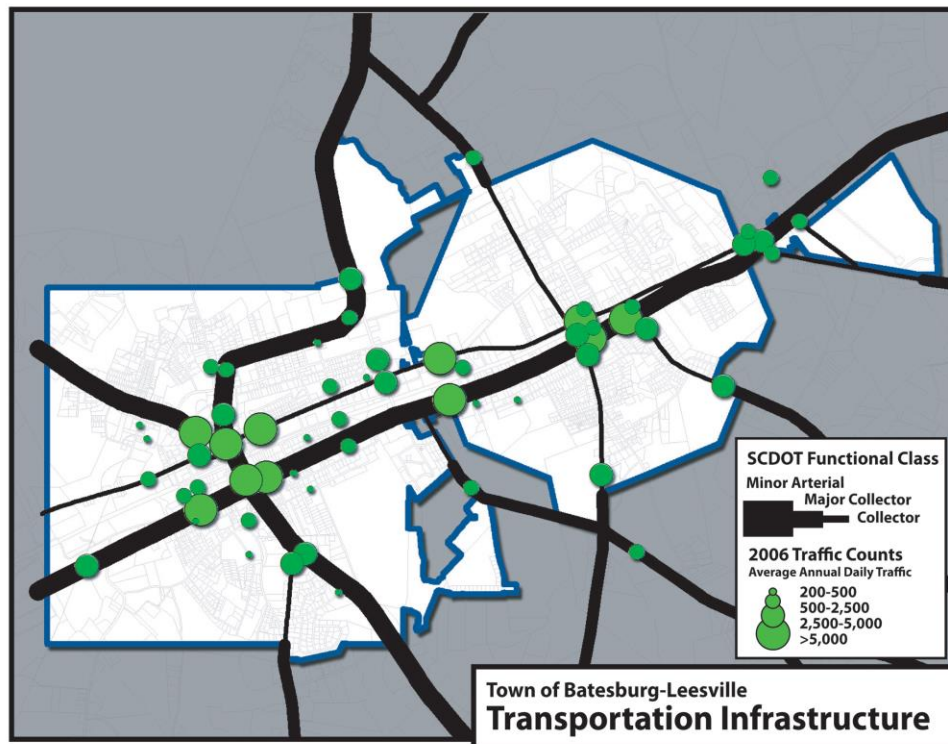 SCDOT Functional Class
Minor Arterial
Major Collector
Collector
2006 Traffic Counts
Average Annual Daily Traffic
200-500
500-2,500
2,500-5,000
>5,000
Town of Batesburg-Leesville
Transportation Infrastructure